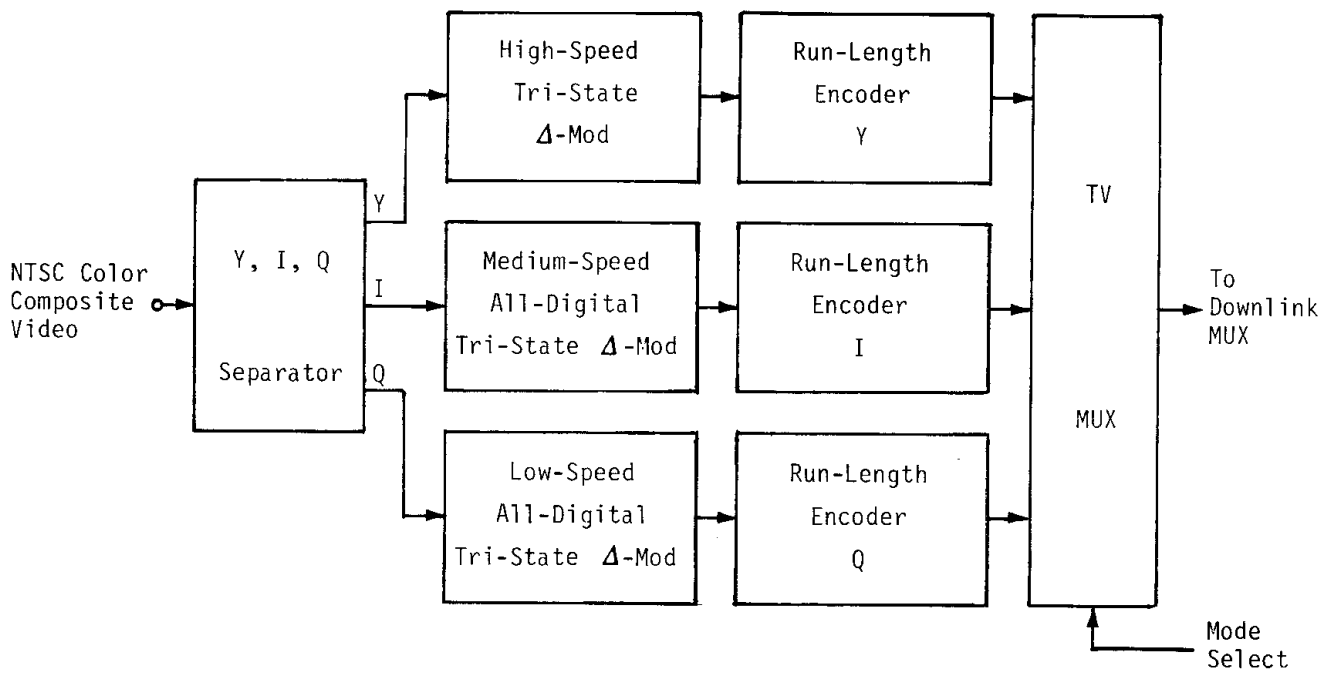 NTSC Color
Composite
Video
Y, I, Q
Separator
Y
I
Q
High-Speed
Tri-State
Δ-Mod
Run-Length
Encoder
Y
Medium-Speed
All-Digital
Tri-State Δ-Mod
Run-Length
Encoder
I
Low-Speed
All-Digital
Tri-State Δ-Mod
Run-Length
Encoder
Q
TV
MUX
To
Downlink
MUX
Mode
Select